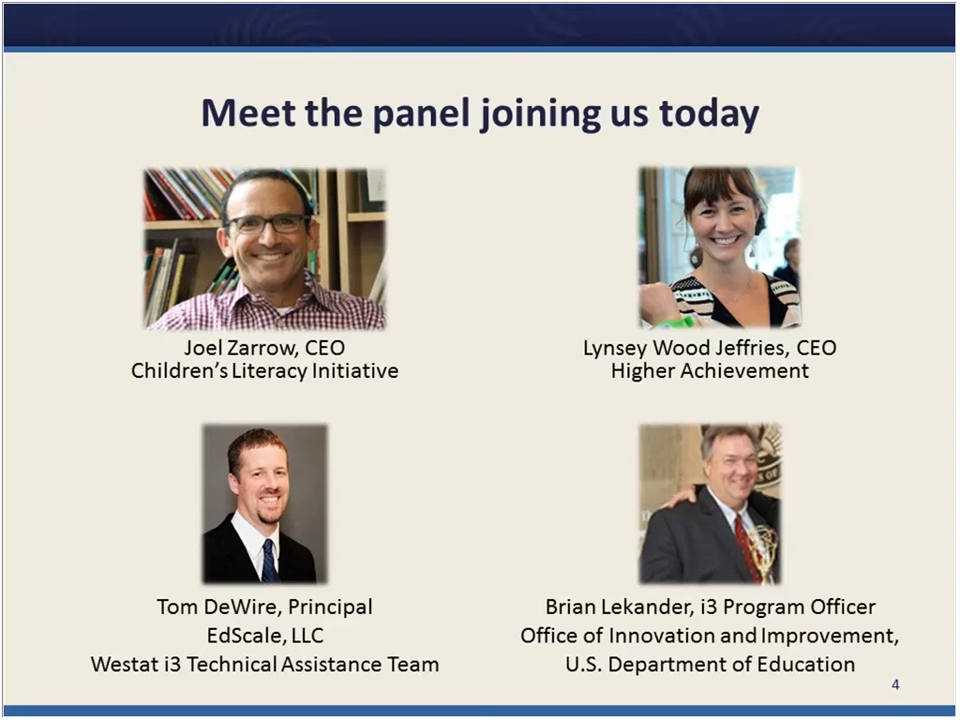 Meet the panel joining us today
Joel Zarrow, CEO
Children's Literacy Initiative
Lynsey Wood Jeffries, CEO
Higher Achievement
Tom DeWire, Principal
EdScale, LLC
Westat i3 Technical Assistance Team
Brian Lekander, i3 Program Officer
Office of Innovation and Improvement,
U.S. Department of Education
4